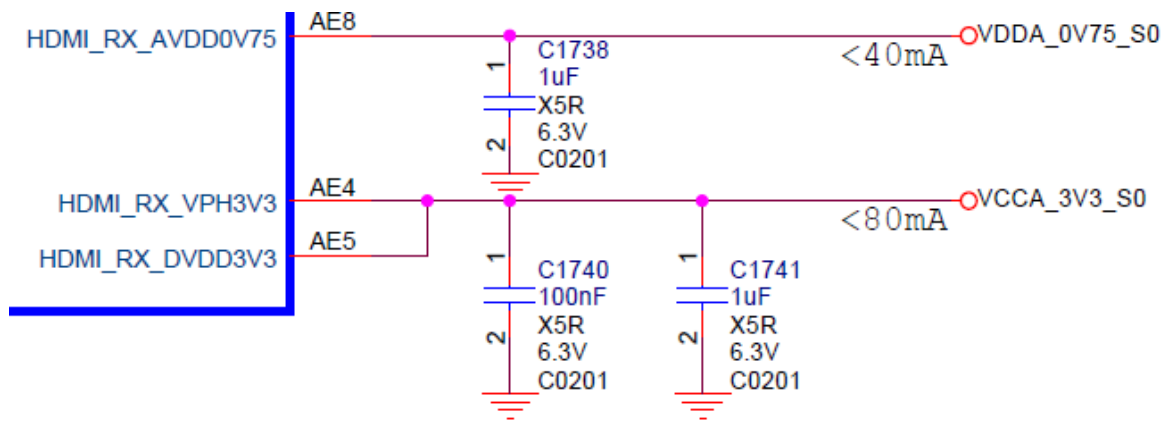 HDMI_RX_AVDD0V75
AE8
VDDA_0V75_S0
<40mA
1
C1738
1uF
X5R
6.3V
2
C0201
HDMI_RX_VPH3V3
AE4
VCCA_3V3_S0
<80mA
HDMI_RX_DVDD3V3
AE5
1
C1740
100nF
X5R
6.3V
2
C0201
1
C1741
1uF
X5R
6.3V
2
C0201